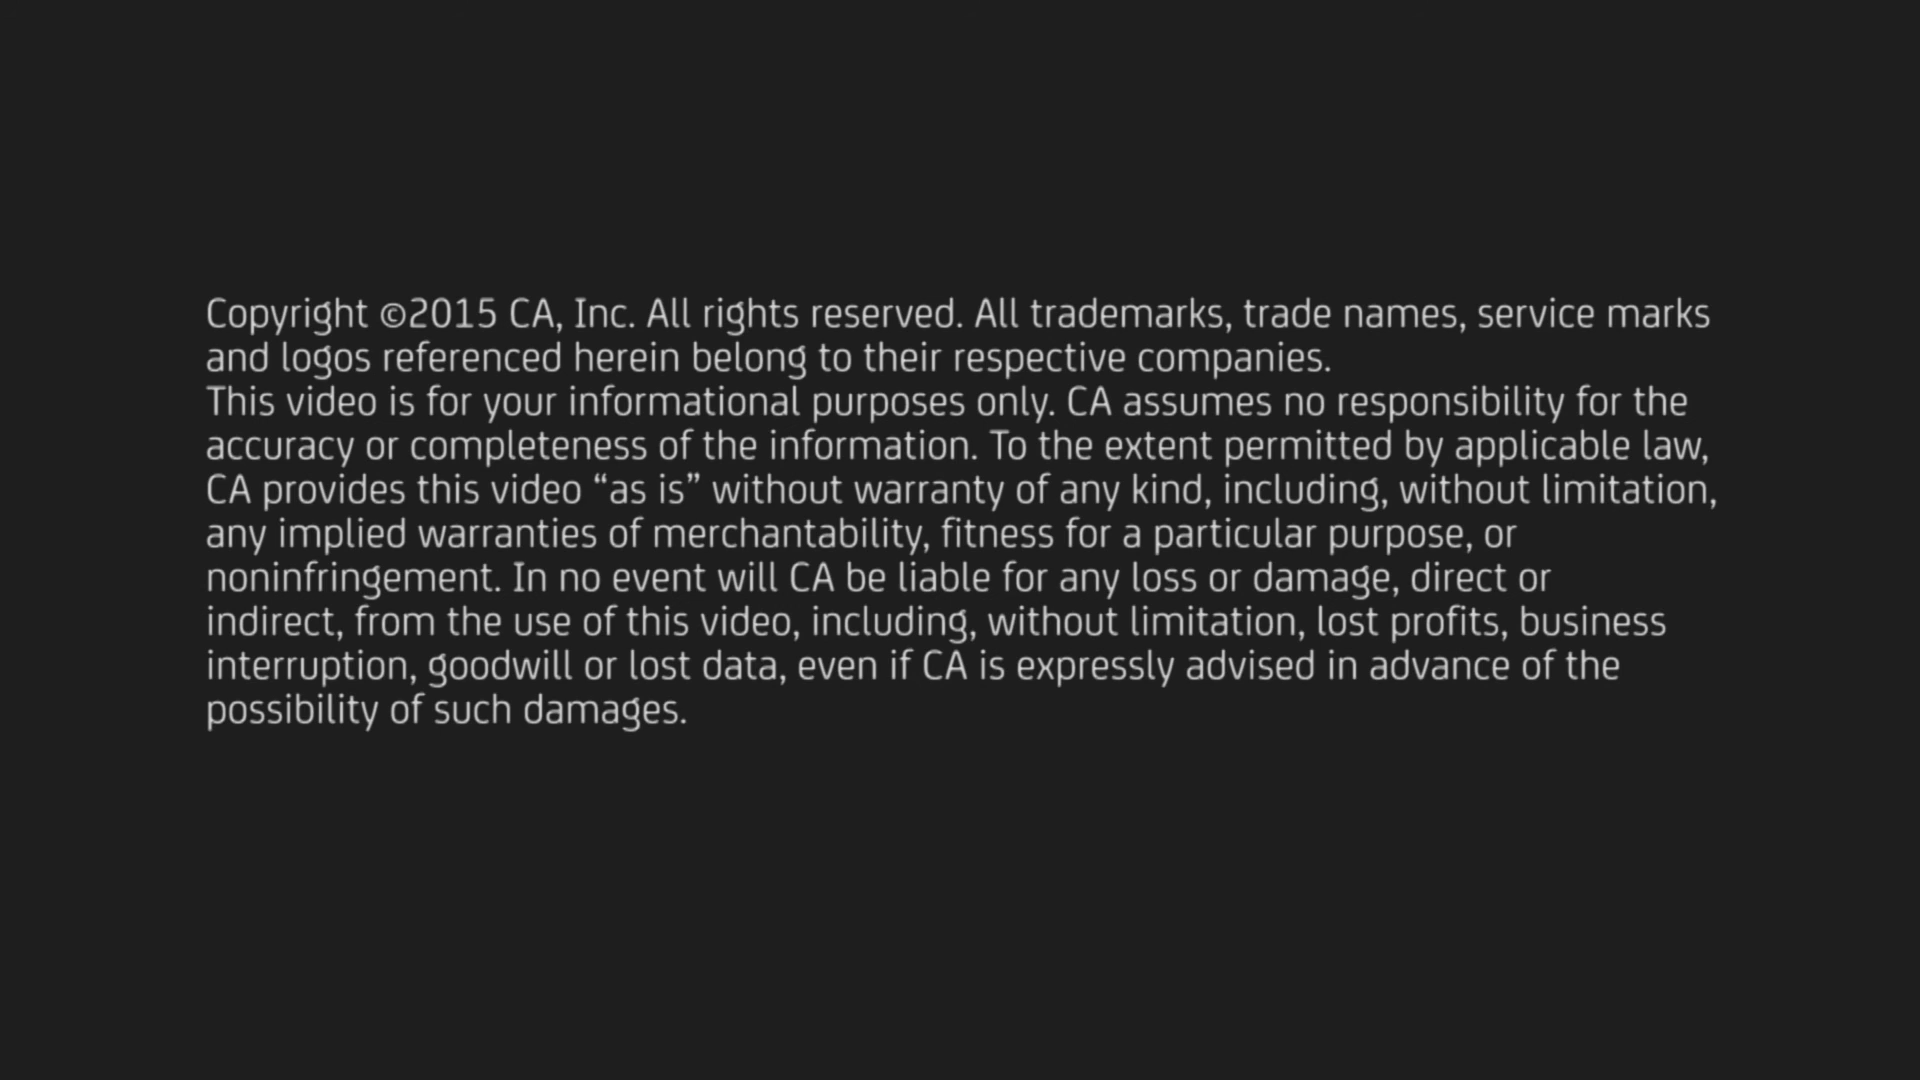 Copyright ©2015 CA, Inc. All rights reserved. All trademarks, trade names, service marks
and logos referenced herein belong to their respective companies.
This video is for your informational purposes only. CA assumes no responsibility for the
accuracy or completeness of the information. To the extent permitted by applicable law,
CA provides this video “as is” without warranty of any kind, including, without limitation,
any implied warranties of merchantability, fitness for a particular purpose, or
noninfringement. In no event will CA be liable for any loss or damage, direct or
indirect, from the use of this video, including, without limitation, lost profits, business
interruption, goodwill or lost data, even if CA is expressly advised in advance of the
possibility of such damages.